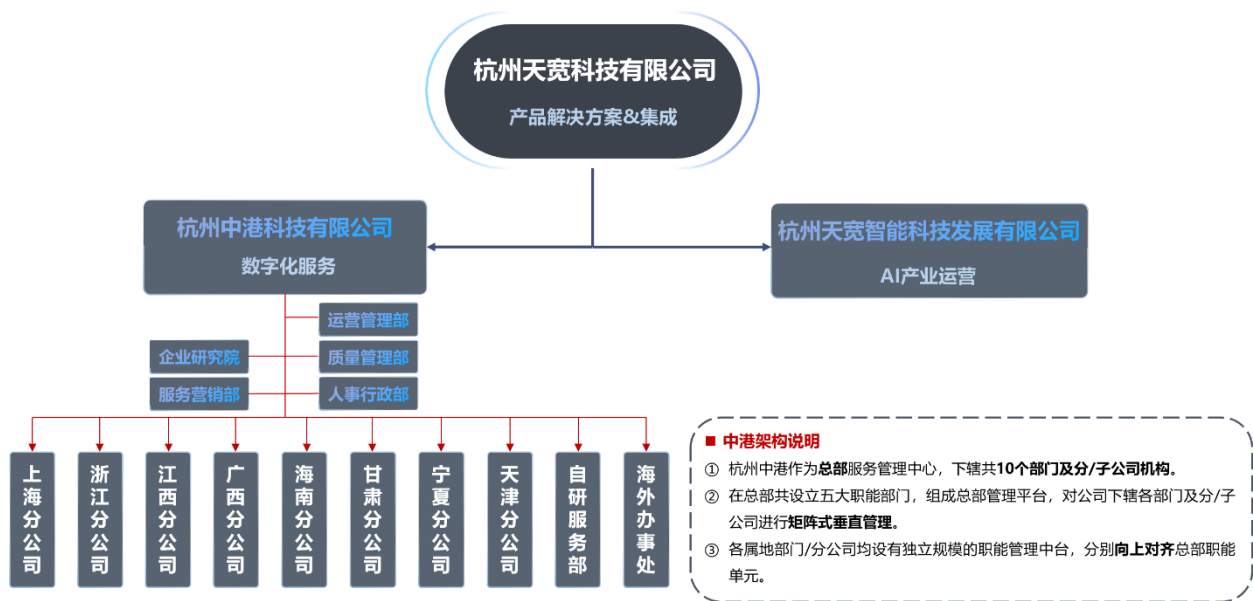 杭州天宽科技有限公司
产品解决方案&集成
杭州中港科技有限公司
数字化服务
杭州天宽智能科技发展有限公司
AI产业运营
运营管理部
企业研究院
质量管理部
服务营销部
人事行政部
上海分公司
浙江分公司
江西分公司
广西分公司
海南分公司
甘肃分公司
宁夏分公司
天津分公司
自研服务部
海外办事处
■ 中港架构说明
① 杭州中港作为总部服务管理中心，下辖共10个部门及分/子公司机构。
② 在总部共设立五大职能部门，组成总部管理平台，对公司下辖各部门及分/子
公司进行矩阵式垂直管理。
③ 各属地部门/分公司均设有独立规模的职能管理中台，分别向上对齐总部职能
单元。